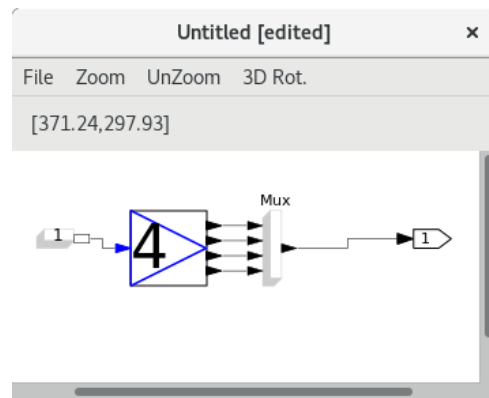 Untitled [edited]
×
File Zoom UnZoom 3D Rot.
[371.24,297.93]
Mux
1 4 1